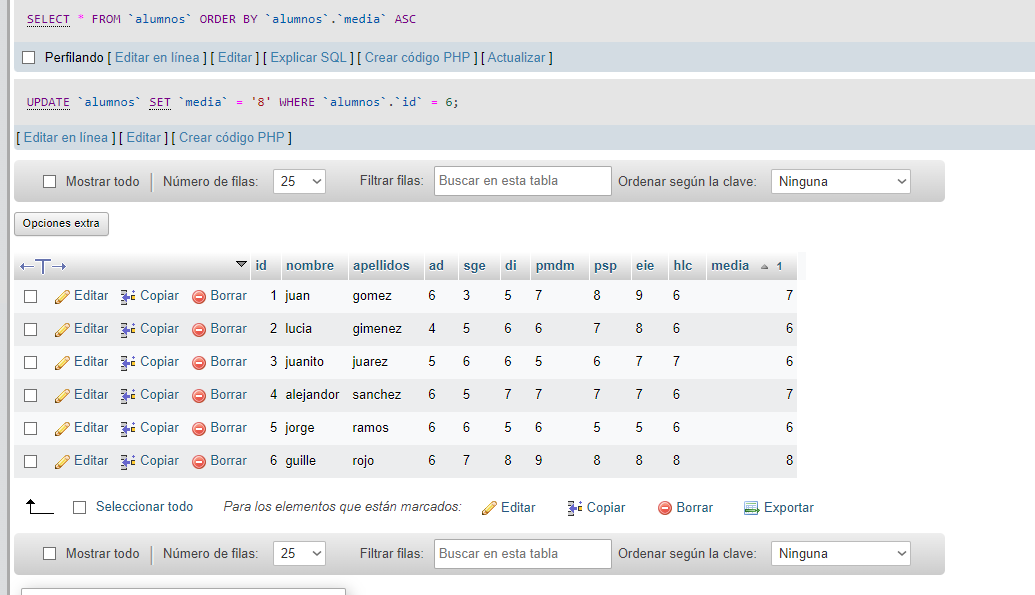 SELECT * FROM `alumnos` ORDER BY `alumnos`.`media` ASC
Perfilando [ Editar en línea ] [ Editar ] [ Explicar SQL ] [ Crear código PHP ] [ Actualizar ]
UPDATE `alumnos` SET `media` = '8' WHERE `alumnos`.`id` = 6;
[ Editar en línea ] [ Editar ] [ Crear código PHP ]
Mostrar todo | Número de filas: 25 Filtrar filas: Buscar en esta tabla Ordenar según la clave: Ninguna
Opciones extra
←T→ id nombre apellidos ad sge di pmdm psp eie hlc media 1
Editar Copiar Borrar 1 juan gomez 6 3 5 7 8 9 6 7
Editar Copiar Borrar 2 lucia gimenez 4 5 6 6 7 8 6 6
Editar Copiar Borrar 3 juanito juarez 5 6 6 5 6 7 7 6
Editar Copiar Borrar 4 alejandor sanchez 6 5 7 7 7 7 6 7
Editar Copiar Borrar 5 jorge ramos 6 6 5 6 5 5 6 6
Editar Copiar Borrar 6 guille rojo 6 7 8 9 8 8 8 8
Seleccionar todo Para los elementos que están marcados: Editar Copiar Borrar Exportar
Mostrar todo | Número de filas: 25 Filtrar filas: Buscar en esta tabla Ordenar según la clave: Ninguna